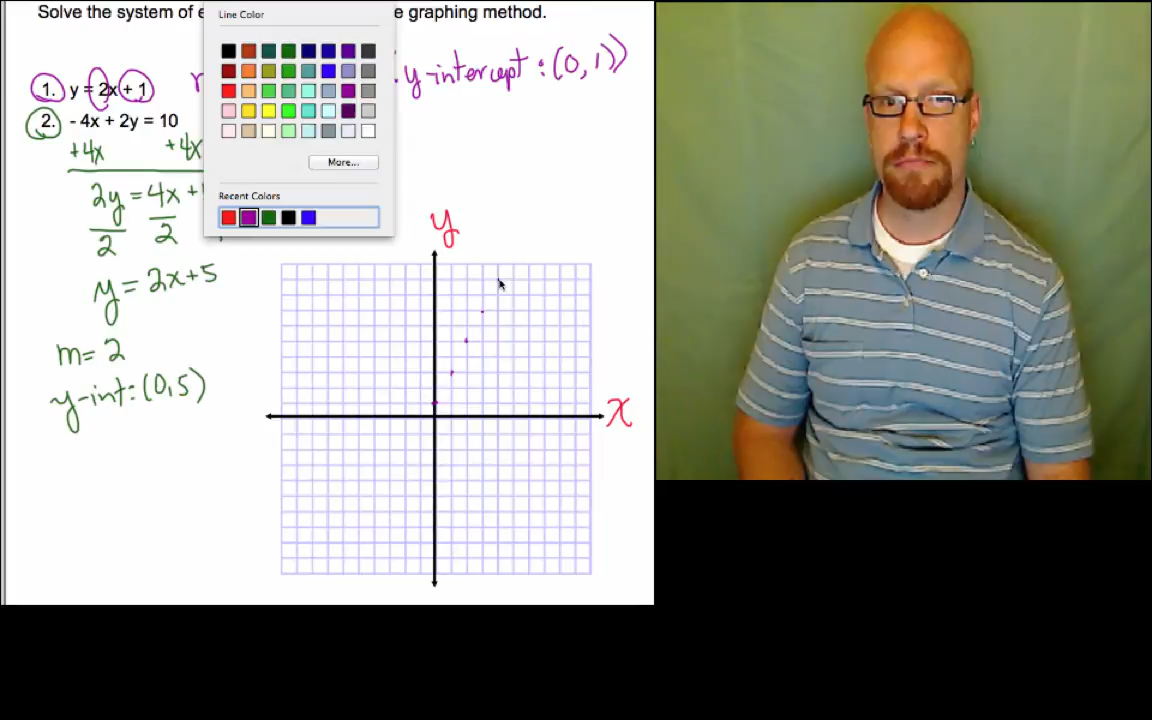 Solve the system of e graphing method.
Line Color
y-intercept: (0, 1)
1. y = 2x + 1
2. - 4x + 2y = 10
+4x +4x
More...
2y = 4x +
2 2
Recent Colors
y
y = 2x+5
m= 2
y-int: (0,5)
x